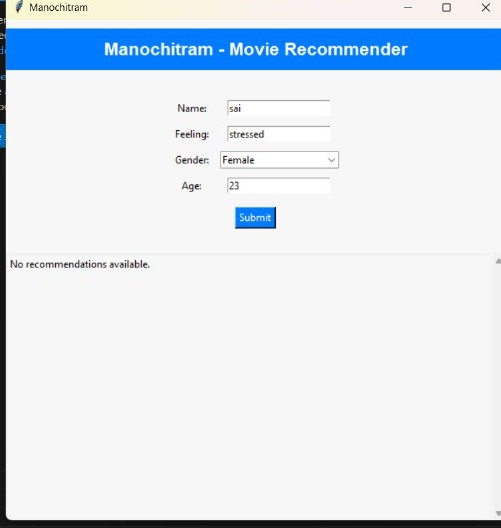 Manochitram
Manochitram - Movie Recommender
Name: sai
Feeling: stressed
Gender: Female
Age: 23
Submit
No recommendations available.